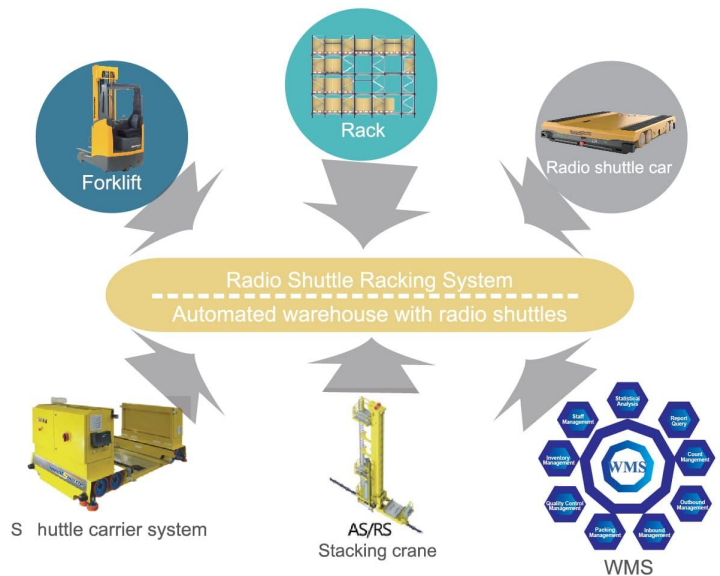 Forklift
Rack
Radio shuttle car
Radio Shuttle Racking System
Automated warehouse with radio shuttles
S huttle carrier system
AS/RS
Stacking crane
Statistical
Analysis
Staff
Management
Report
Query
Inventory
Management
WMS
Count
Mangement
Quality Control
Management
Outbound
Management
Packing
Management
Inbound
Management
WMS